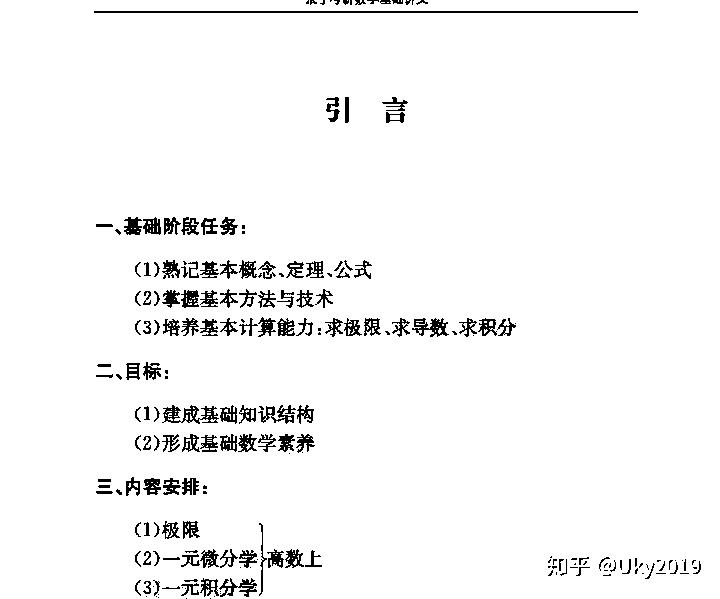 引 言
一、基础阶段任务:
(1)熟记基本概念、定理、公式
(2)掌握基本方法与技术
(3)培养基本计算能力:求极限、求导数、求积分
二、目标:
(1)建成基础知识结构
(2)形成基础数学素养
三、内容安排:
(1)极限
(2)一元微分学 高数上
(3)一元积分学
知乎 @Uky2019